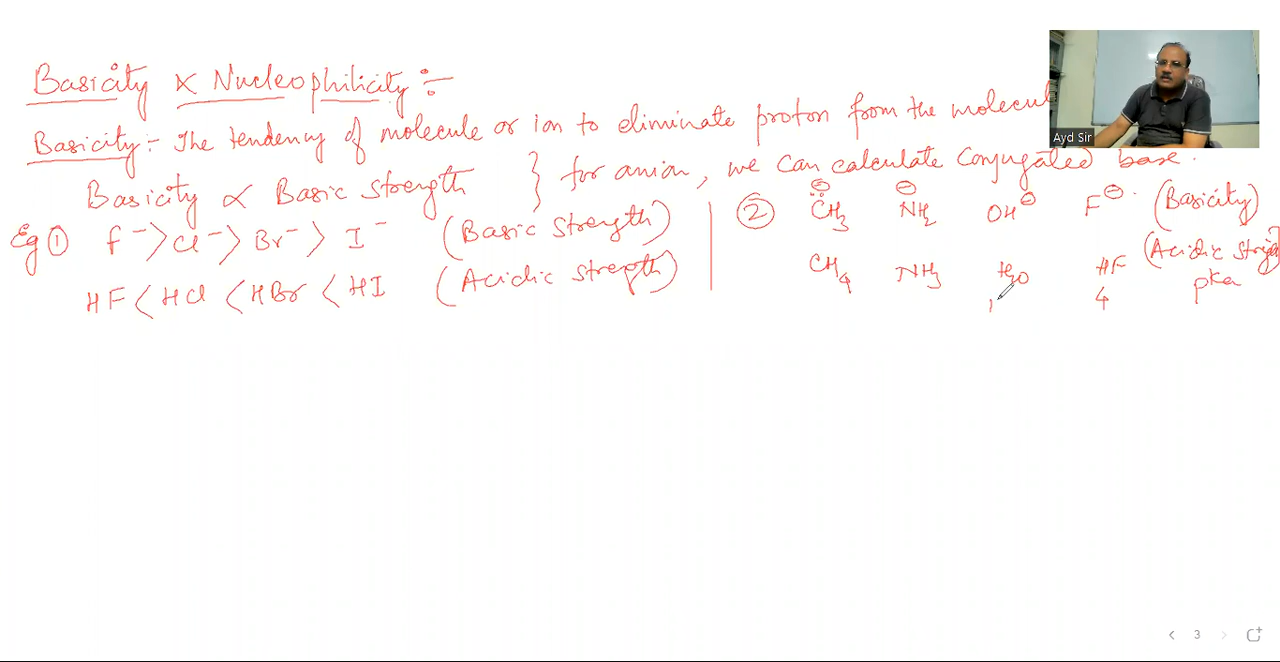 Basicity & Nucleophilicity :-
Basicity :- The tendency of molecule or ion to eliminate proton from the molecul
Basicity ∝ Basic Strength } for anion, we can calculate Conjugated base.
Eg ① f⁻ > Cl⁻ > Br⁻ > I⁻ (Basic Strength)
HF < HCl < HBr < HI (Acidic Strength)
② C̈H₃⊖ NH₂⊖ OH⊖ F⊖ (Basicity)
CH₄ NH₃ H₂O HF (Acidic Streng
4 pka
Ayd Sir
3